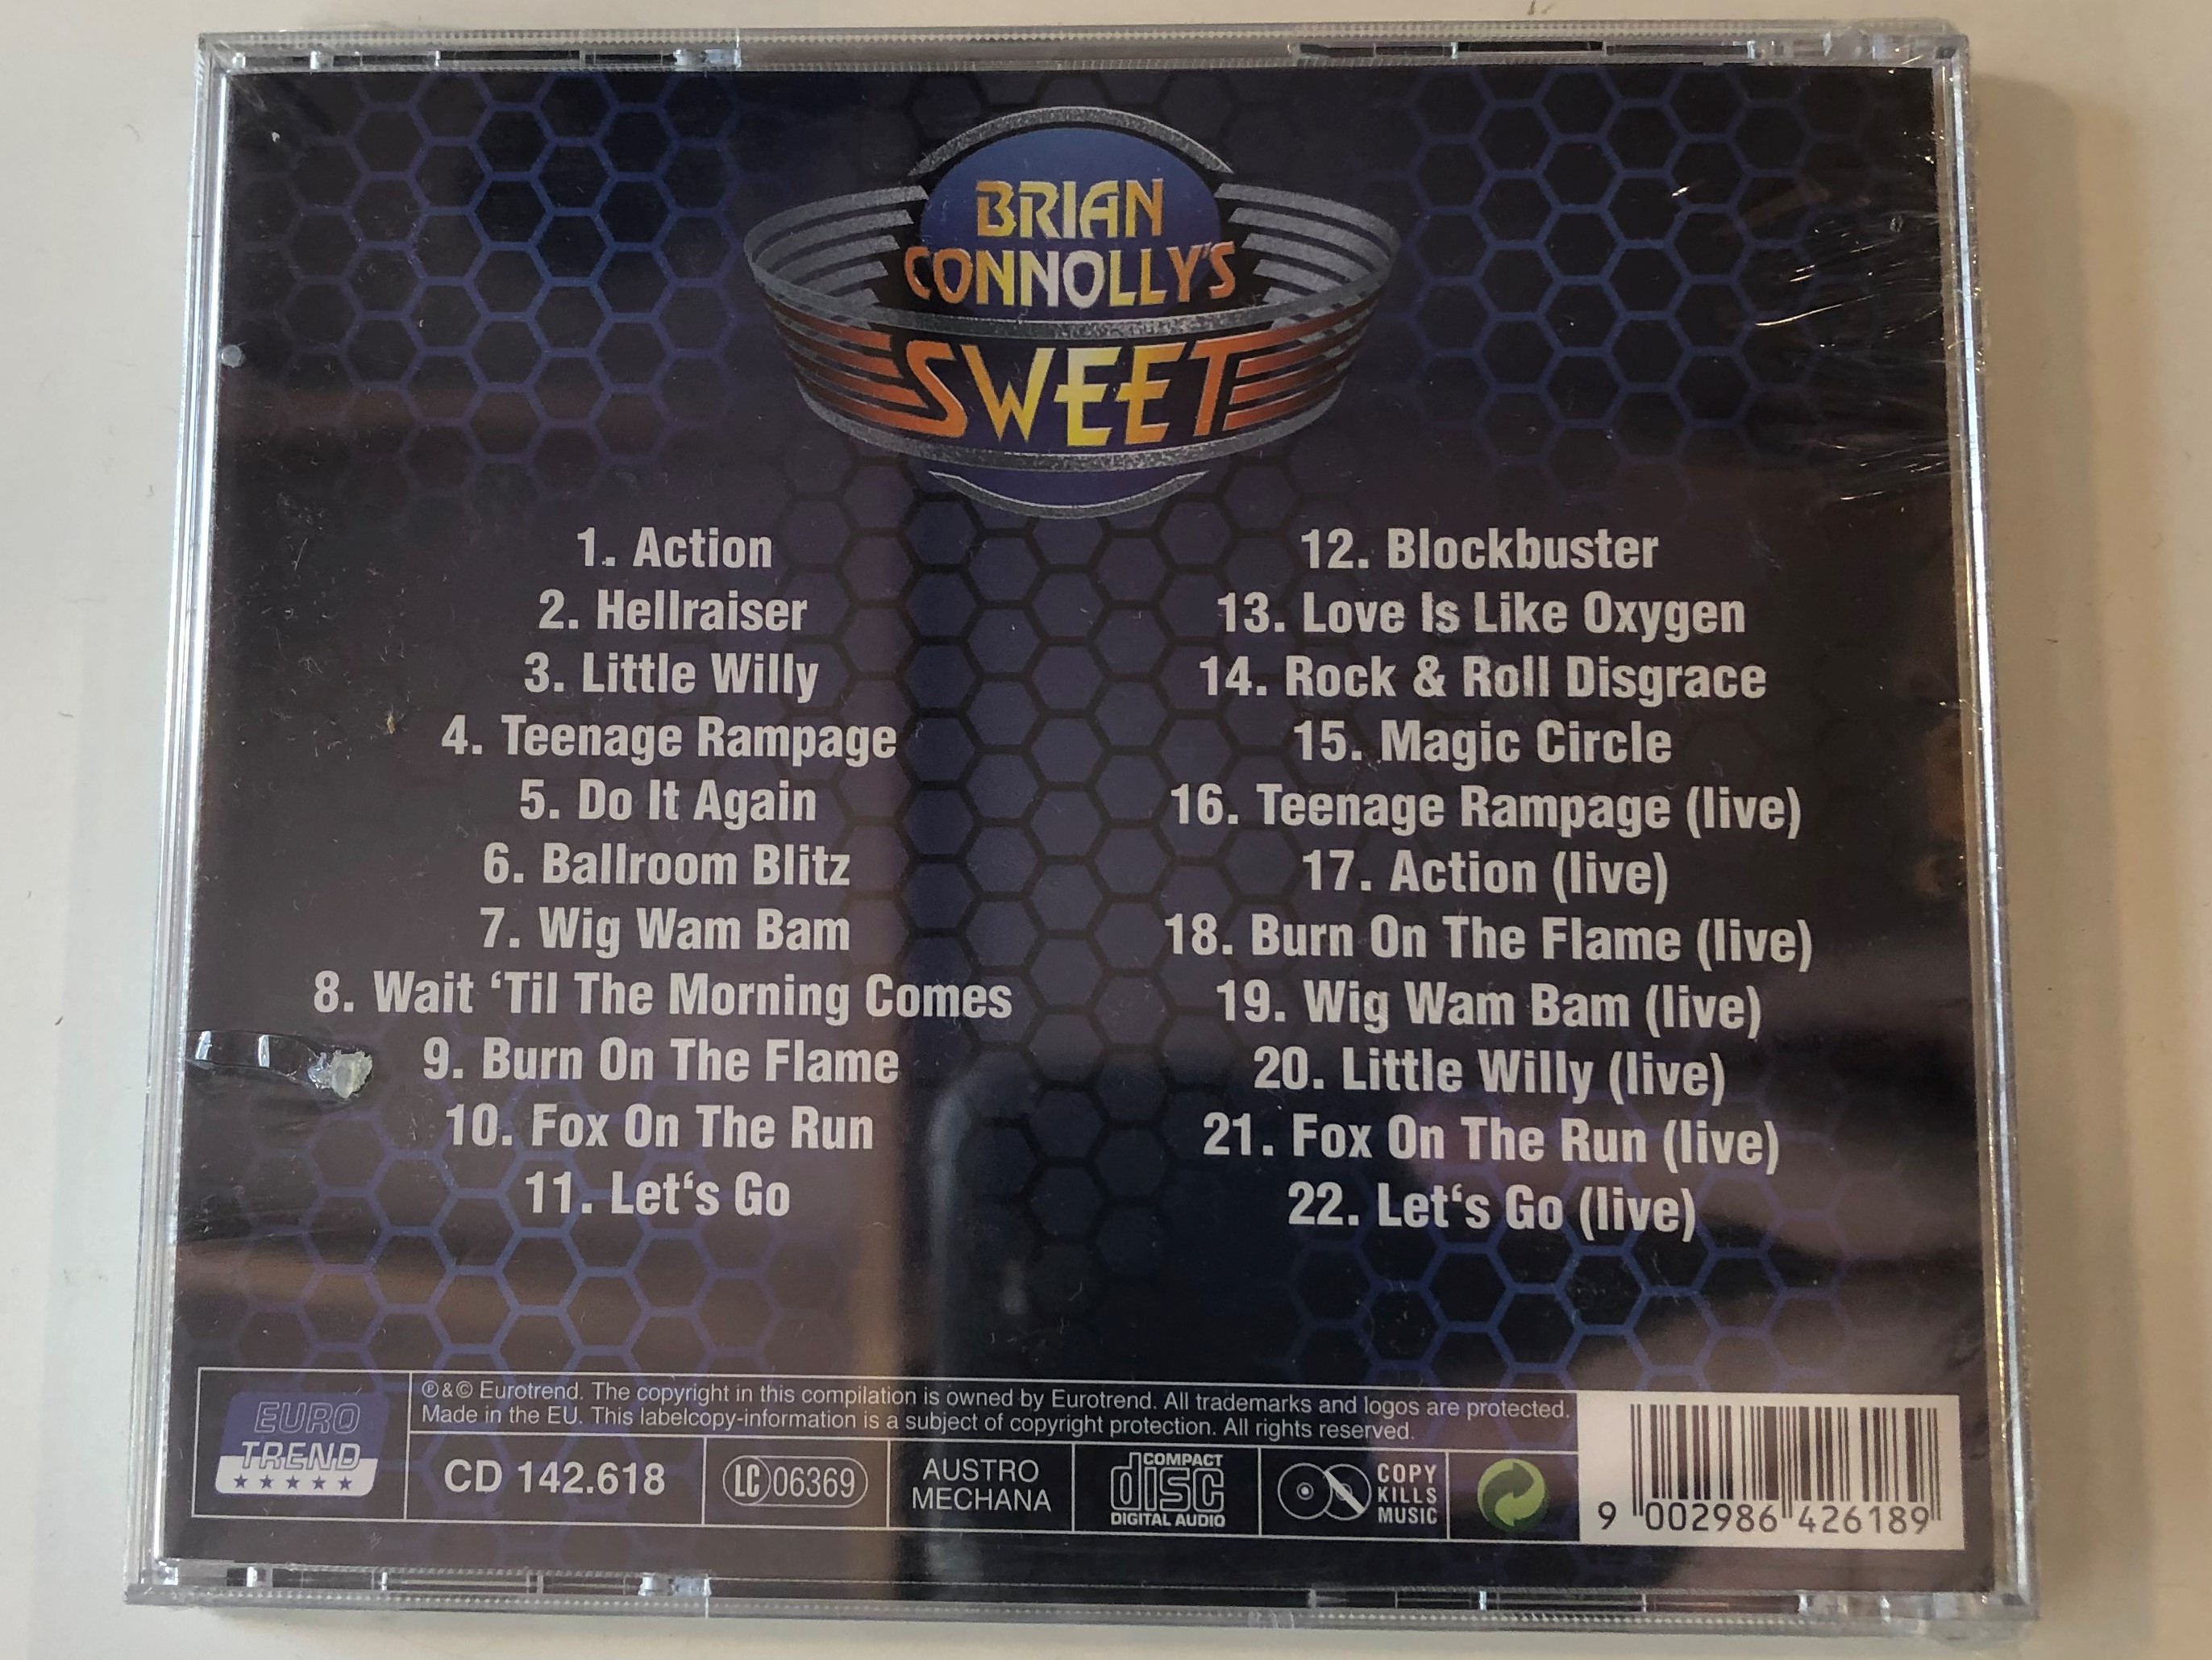 BRIAN
CONNOLLY'S
SWEET
1. Action
2. Hellraiser
3. Little Willy
4. Teenage Rampage
5. Do It Again
6. Ballroom Blitz
7. Wig Wam Bam
8. Wait ‘Til The Morning Comes
9. Burn On The Flame
10. Fox On The Run
11. Let‘s Go
12. Blockbuster
13. Love Is Like Oxygen
14. Rock & Roll Disgrace
15. Magic Circle
16. Teenage Rampage (live)
17. Action (live)
18. Burn On The Flame (live)
19. Wig Wam Bam (live)
20. Little Willy (live)
21. Fox On The Run (live)
22. Let‘s Go (live)
EURO
TREND
℗ & © Eurotrend. The copyright in this compilation is owned by Eurotrend. All trademarks and logos are protected.
Made in the EU. This labelcopy-information is a subject of copyright protection. All rights reserved.
CD 142.618
LC 06369
AUSTRO
MECHANA
COMPACT
disc
DIGITAL AUDIO
COPY
KILLS
MUSIC
9 002986 426189